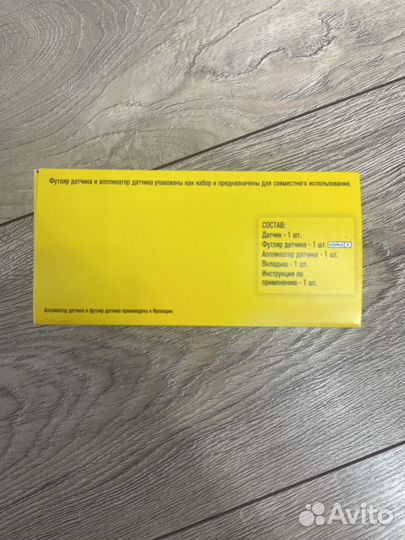 Футляр датчика и аппликатор датчика упакованы как набор и предназначены для совместного использования.
СОСТАВ:
Датчик - 1 шт.
Футляр датчика - 1 шт.
Аппликатор датчика - 1 шт.
Вкладыш - 1 шт.
Инструкция по
применению - 1 шт.
Аппликатор датчика и футляр датчика произведены в Ирландии.
Avito